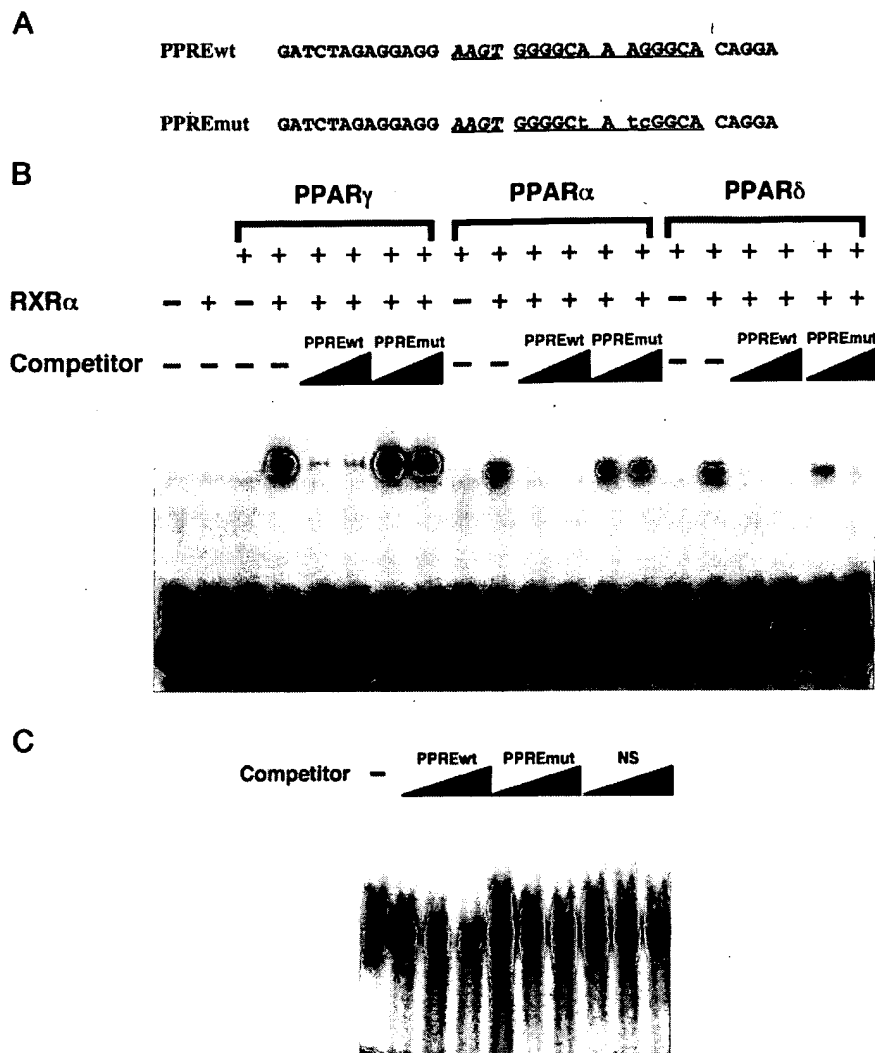 A
PPREwt GATCTAGAGGAGG AAGT GGGGCA A AGGGCA CAGGA
PPREmut GATCTAGAGGAGG AAGT GGGGCt A tcGGCA CAGGA
B
PPARγ PPARα PPARδ
+ + + + + + + + + + + + + + + + + +
RXRα − + − + + + + + − + + + + + − + + + + +
PPREwt PPREmut PPREwt PPREmut PPREwt PPREmut
Competitor − − − − − − − −
C
PPREwt PPREmut NS
Competitor −